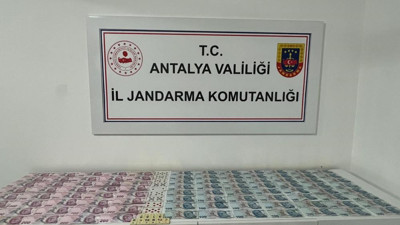 T.C.
ANTALYA VALİLİĞİ
İL JANDARMA KOMUTANLIĞI